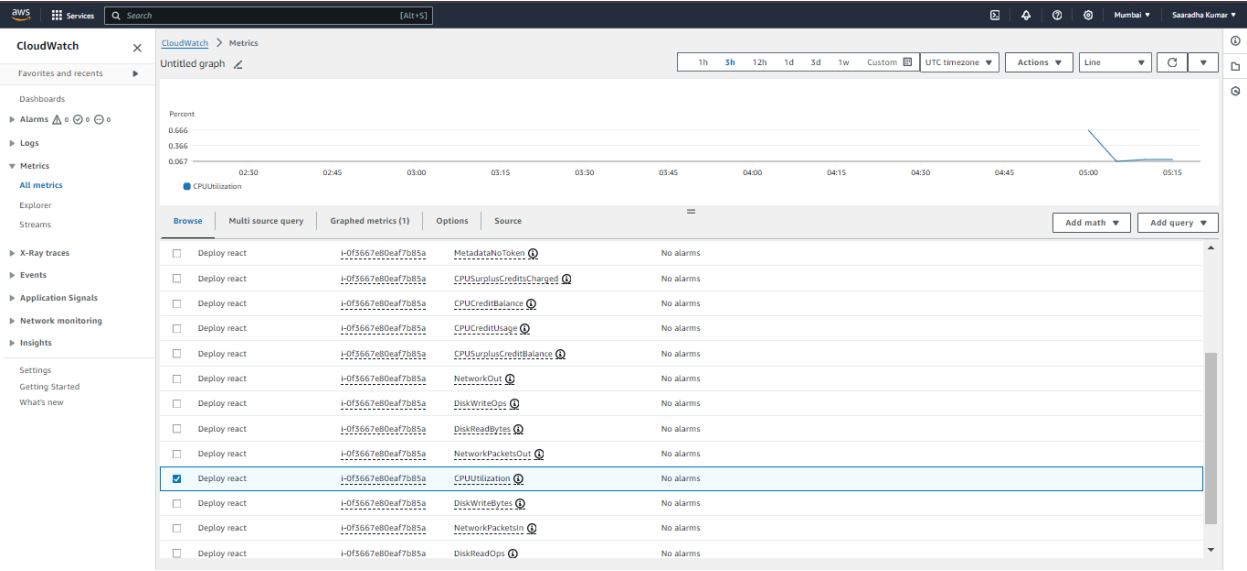 aws Services Search [Alt+S] Mumbai Saaradha Kumar
CloudWatch
Favorites and recents
Dashboards
Alarms 0 0 0
Logs
Metrics
All metrics
Explorer
Streams
X-Ray traces
Events
Application Signals
Network monitoring
Insights
Settings
Getting Started
What's new
CloudWatch > Metrics
Untitled graph
1h 3h 12h 1d 3d 1w Custom UTC timezone Actions Line
Percent
0.666
0.366
0.067
02:30 02:45 03:00 03:15 03:30 03:45 04:00 04:15 04:30 04:45 05:00 05:15
CPUUtilization
Browse Multi source query Graphed metrics (1) Options Source Add math Add query
Deploy react i-0f3667e80eaf7b85a MetadataNoToken No alarms
Deploy react i-0f3667e80eaf7b85a CPUSurplusCreditsCharged No alarms
Deploy react i-0f3667e80eaf7b85a CPUCreditBalance No alarms
Deploy react i-0f3667e80eaf7b85a CPUCreditUsage No alarms
Deploy react i-0f3667e80eaf7b85a CPUSurplusCreditBalance No alarms
Deploy react i-0f3667e80eaf7b85a NetworkOut No alarms
Deploy react i-0f3667e80eaf7b85a DiskWriteOps No alarms
Deploy react i-0f3667e80eaf7b85a DiskReadBytes No alarms
Deploy react i-0f3667e80eaf7b85a NetworkPacketsOut No alarms
Deploy react i-0f3667e80eaf7b85a CPUUtilization No alarms
Deploy react i-0f3667e80eaf7b85a DiskWriteBytes No alarms
Deploy react i-0f3667e80eaf7b85a NetworkPacketsIn No alarms
Deploy react i-0f3667e80eaf7b85a DiskReadOps No alarms